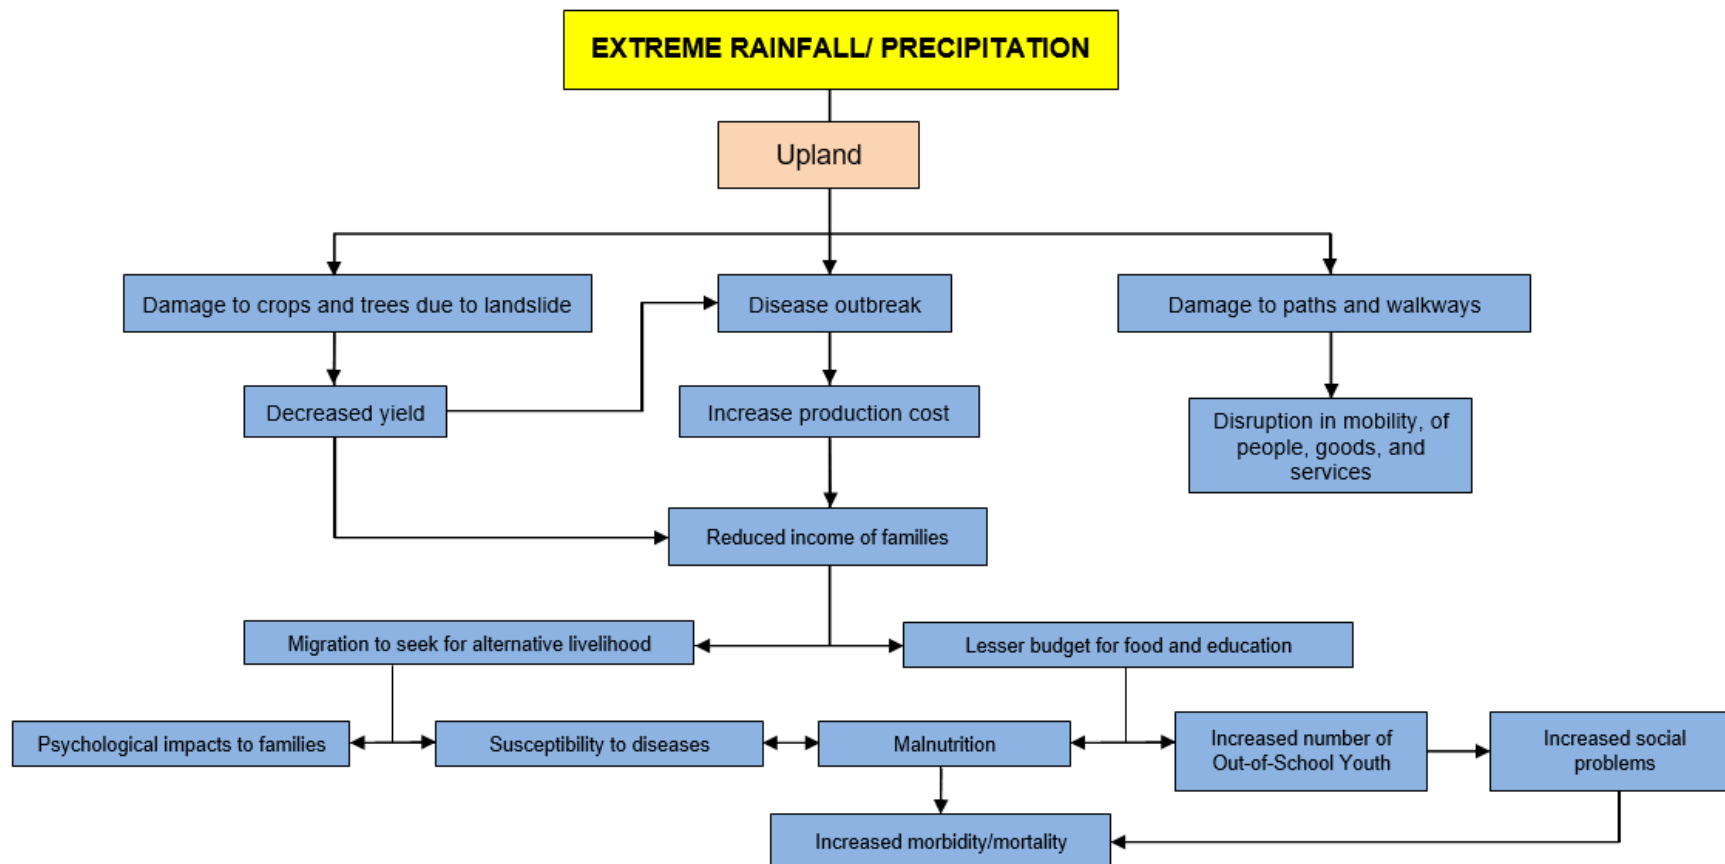 EXTREME RAINFALL/ PRECIPITATION
Upland
Damage to crops and trees due to landslide
Disease outbreak
Damage to paths and walkways
Decreased yield
Increase production cost
Disruption in mobility, of
people, goods, and
services
Reduced income of families
Migration to seek for alternative livelihood
Lesser budget for food and education
Psychological impacts to families
Susceptibility to diseases
Malnutrition
Increased number of
Out-of-School Youth
Increased social
problems
Increased morbidity/mortality